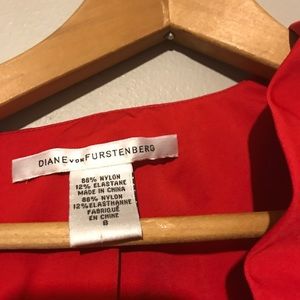 DIANE VON FURSTENBERG
88% NYLON
12% ELASTANE
MADE IN CHINA
88% NYLON
12% ELASTHANNE
FABRIQUÉ
EN CHINE
8